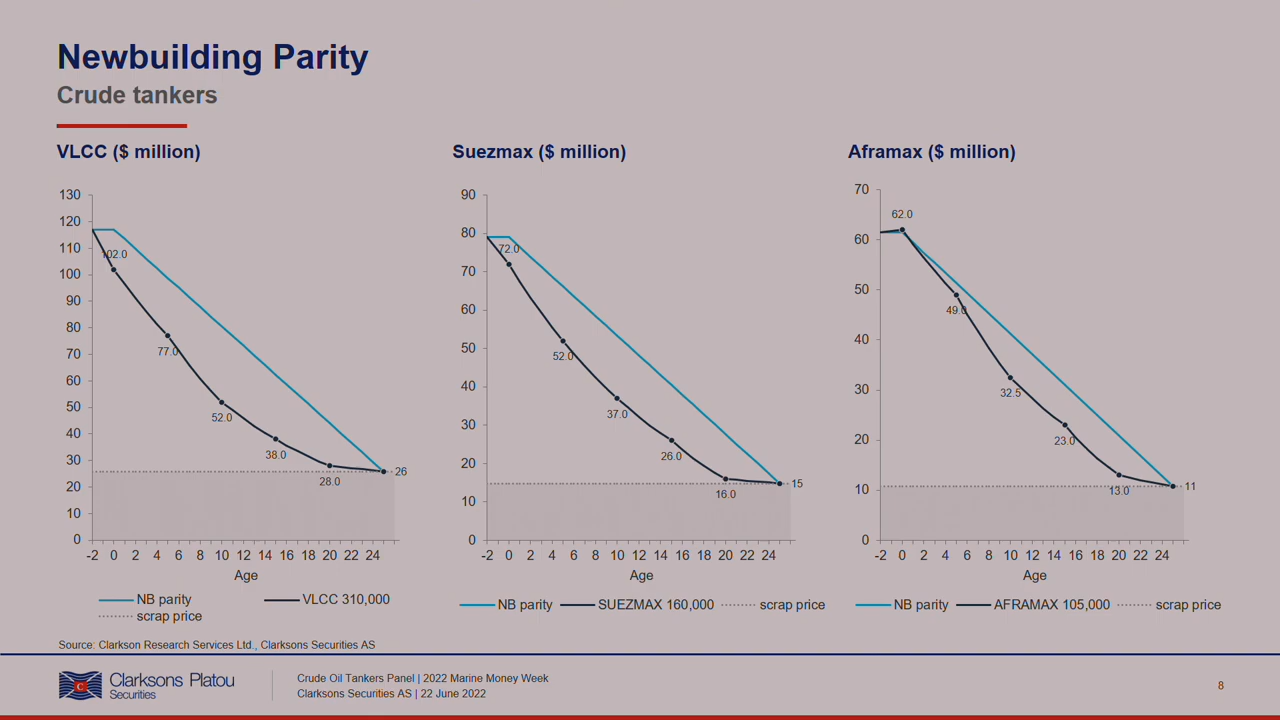 Newbuilding Parity
Crude tankers
VLCC ($ million)
130
120
110
100
90
80
70
60
50
40
30
20
10
0
102.0
77.0
52.0
38.0
28.0
26
-2 0 2 4 6 8 10 12 14 16 18 20 22 24
Age
NB parity VLCC 310,000
scrap price
Suezmax ($ million)
90
80
70
60
50
40
30
20
10
0
72.0
52.0
37.0
26.0
16.0
15
-2 0 2 4 6 8 10 12 14 16 18 20 22 24
Age
NB parity SUEZMAX 160,000 scrap price
Aframax ($ million)
70
60
50
40
30
20
10
0
62.0
49.0
32.5
23.0
13.0
11
-2 0 2 4 6 8 10 12 14 16 18 20 22 24
Age
NB parity AFRAMAX 105,000 scrap price
Source: Clarkson Research Services Ltd., Clarksons Securities AS
C
Clarksons Platou
Securities
Crude Oil Tankers Panel | 2022 Marine Money Week
Clarksons Securities AS | 22 June 2022
8